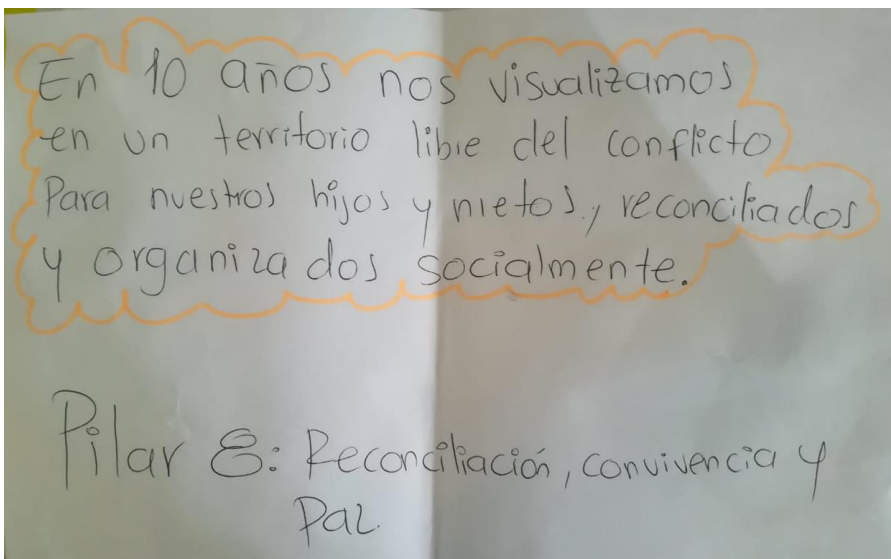 En 10 años nos visualizamos
en un territorio libre del conflicto
Para nuestros hijos y nietos, reconciliados
y organizados socialmente.
Pilar 8: Reconciliación, convivencia y
Paz.